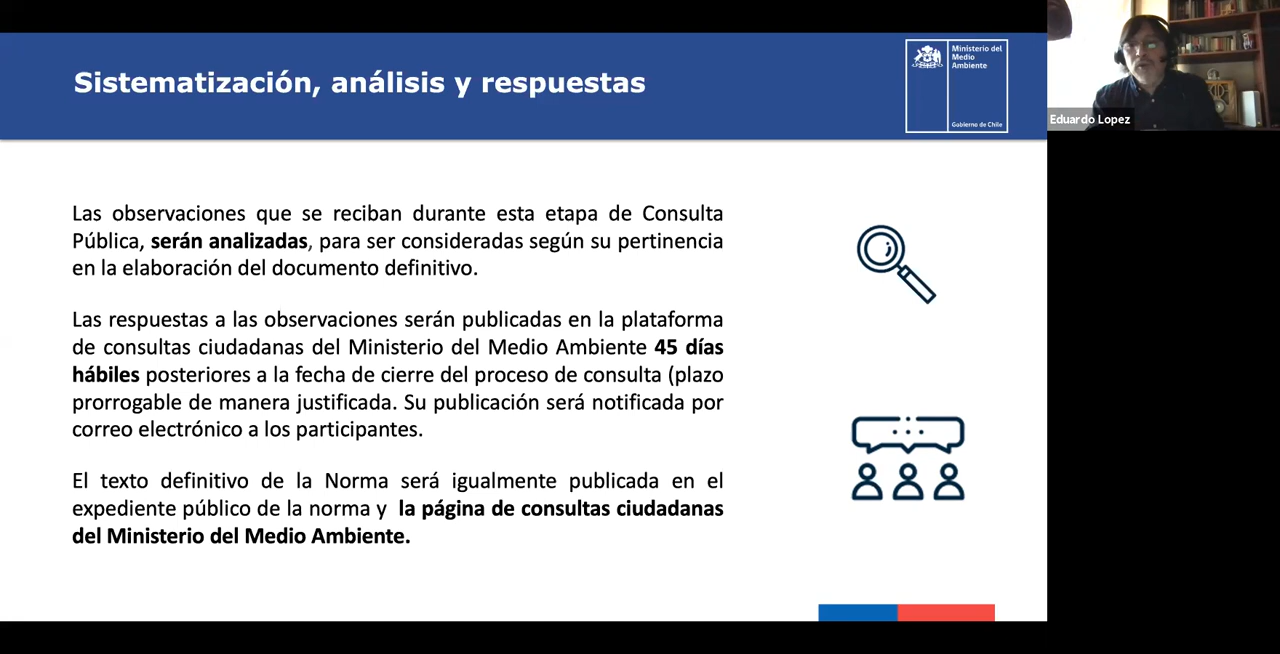 Sistematización, análisis y respuestas
Ministerio del
Medio
Ambiente
Gobierno de Chile
Eduardo Lopez
Las observaciones que se reciban durante esta etapa de Consulta
Pública, serán analizadas, para ser consideradas según su pertinencia
en la elaboración del documento definitivo.
Las respuestas a las observaciones serán publicadas en la plataforma
de consultas ciudadanas del Ministerio del Medio Ambiente 45 días
hábiles posteriores a la fecha de cierre del proceso de consulta (plazo
prorrogable de manera justificada. Su publicación será notificada por
correo electrónico a los participantes.
El texto definitivo de la Norma será igualmente publicada en el
expediente público de la norma y la página de consultas ciudadanas
del Ministerio del Medio Ambiente.